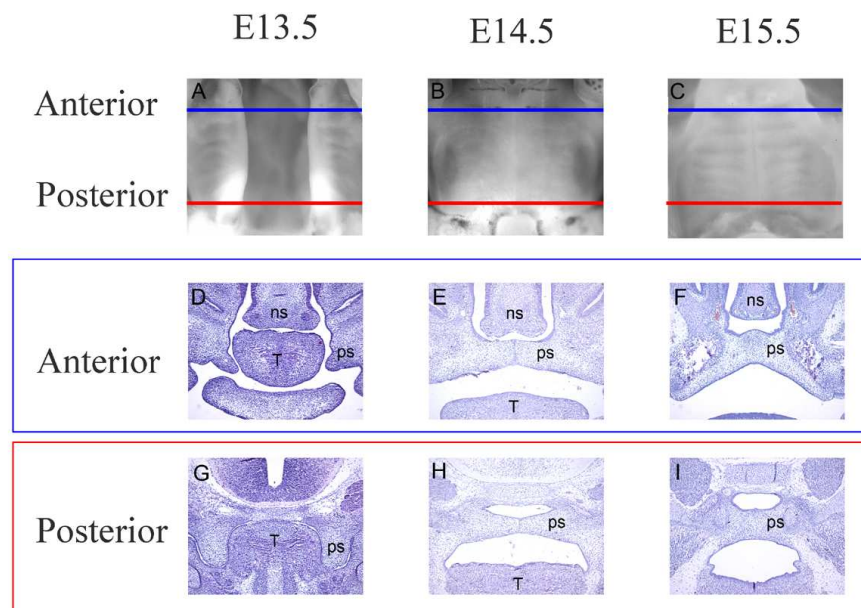 E13.5 E14.5 E15.5
Anterior A B C
Posterior
D ns T ps E ns ps T F ns ps
Anterior
G T ps H ps T I ps
Posterior